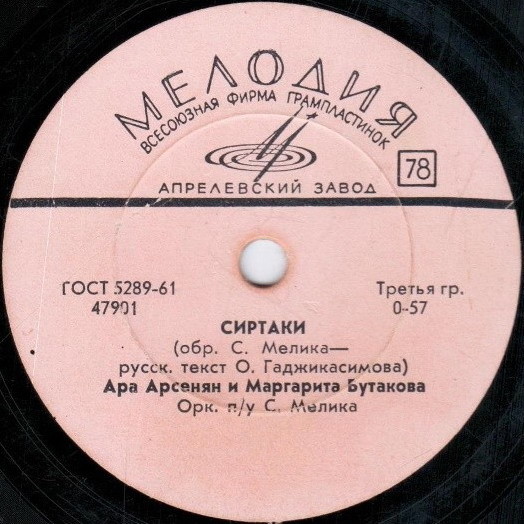 МЕЛОДИЯ
ВСЕСОЮЗНАЯ ФИРМА ГРАМПЛАСТИНОК
АПРЕЛЕВСКИЙ ЗАВОД
78
ГОСТ 5289-61
47901
Третья гр.
0-57
СИРТАКИ
(обр. С. Мелика—
русск. текст О. Гаджикасимова)
Ара Арсенян и Маргарита Бутакова
Орк. п/у С. Мелика